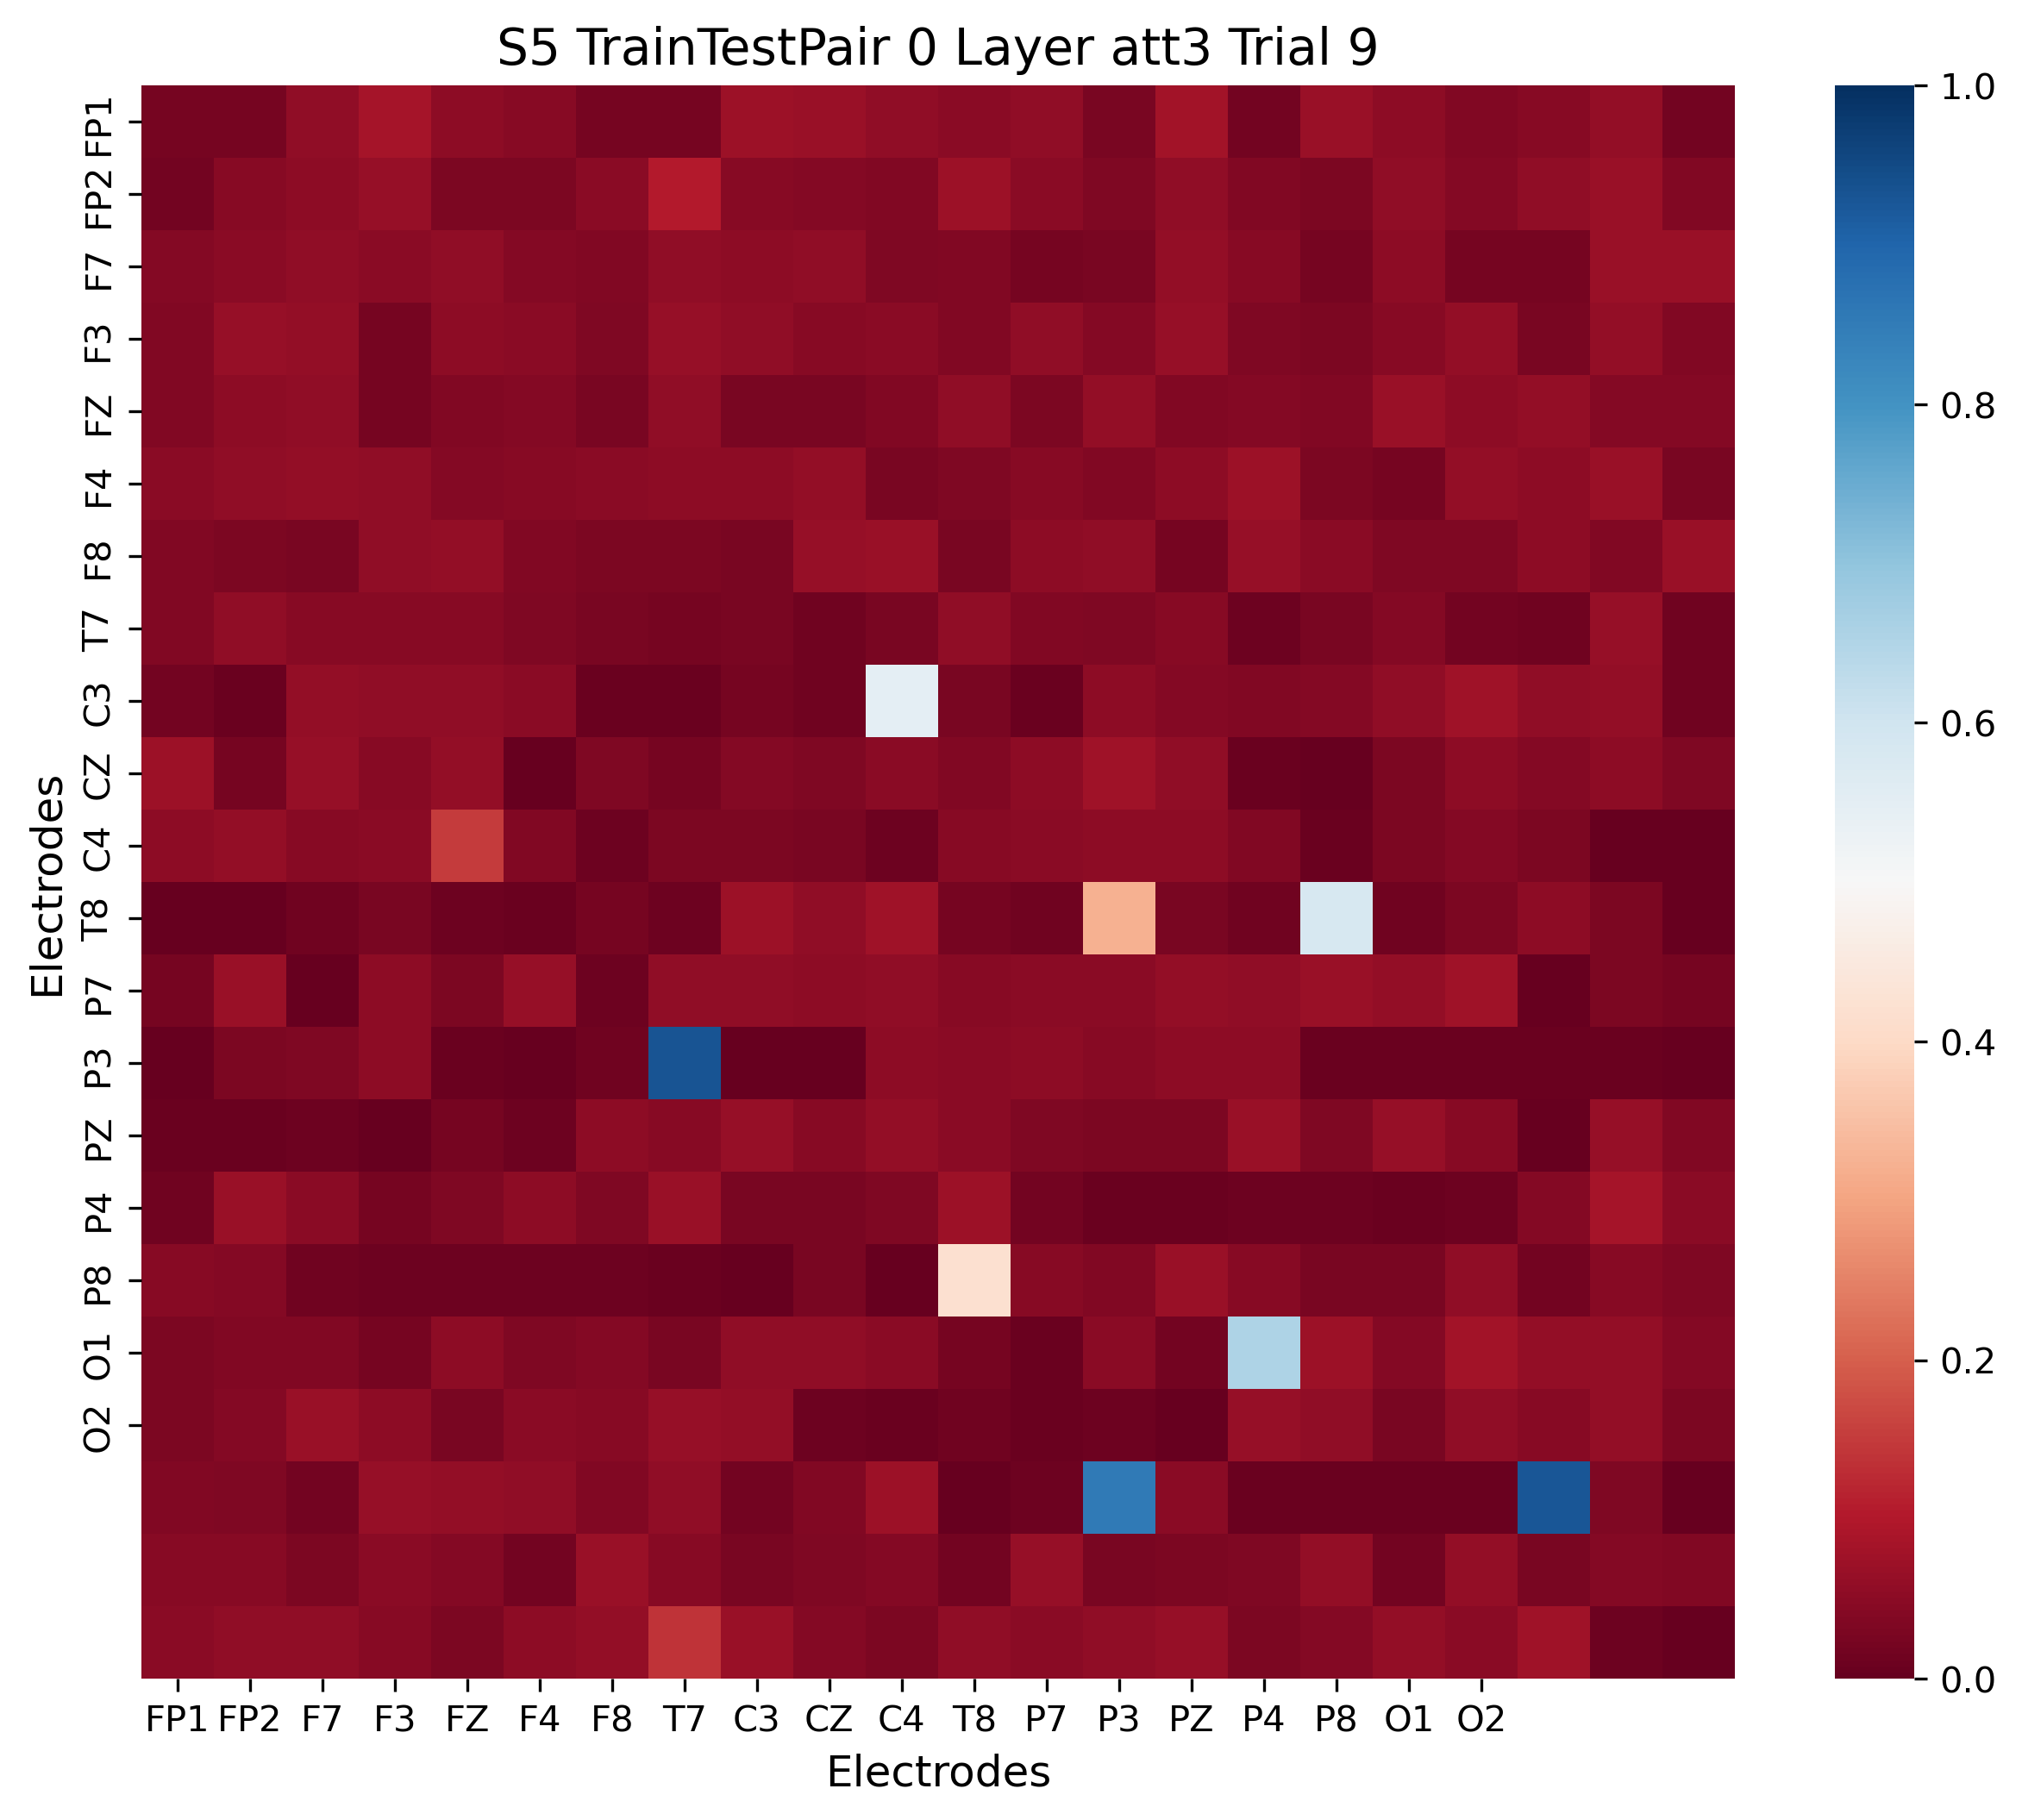 S5 TrainTestPair 0 Layer att3 Trial 9
Electrodes
FP1
FP2
F7
F3
FZ
F4
F8
T7
C3
CZ
C4
T8
P7
P3
PZ
P4
P8
O1
O2
FP1 FP2 F7 F3 FZ F4 F8 T7 C3 CZ C4 T8 P7 P3 PZ P4 P8 O1 O2
Electrodes
1.0
0.8
0.6
0.4
0.2
0.0